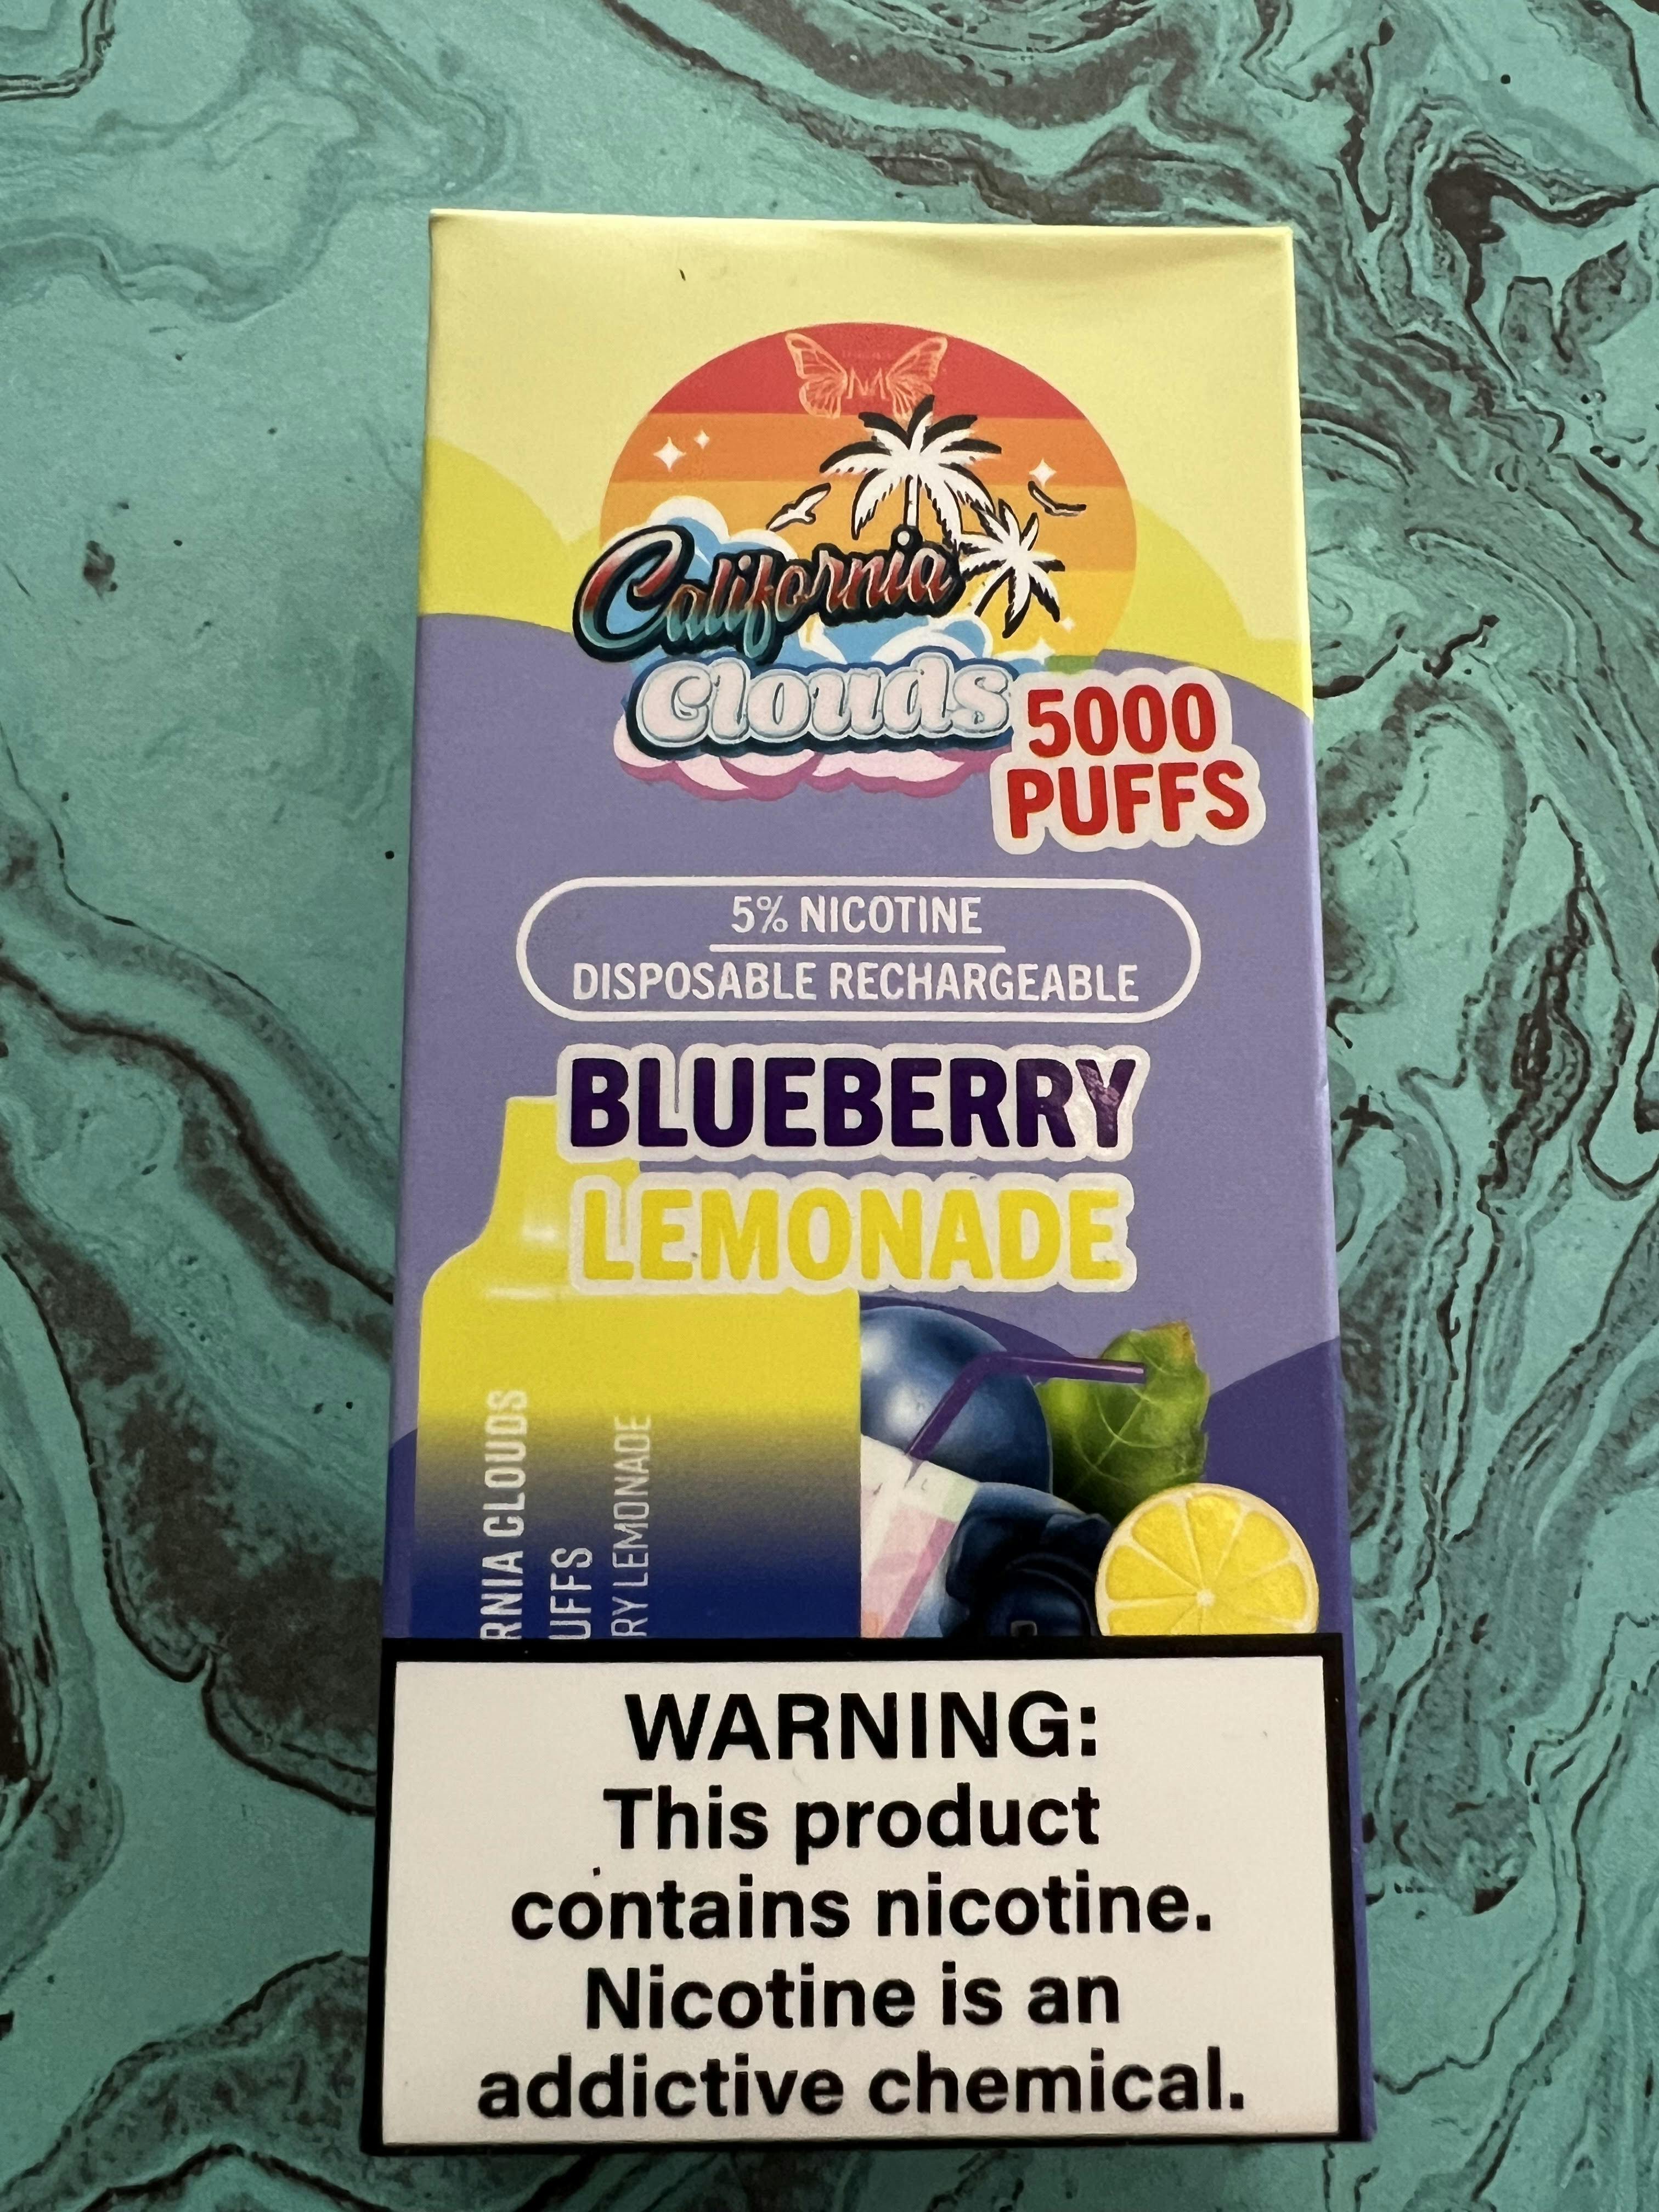 California
Clouds
5000
PUFFS
5% NICOTINE
DISPOSABLE RECHARGEABLE
BLUEBERRY
LEMONADE
RNIA CLOUDS
UFFS
RY LEMONADE
WARNING:
This product
contains nicotine.
Nicotine is an
addictive chemical.